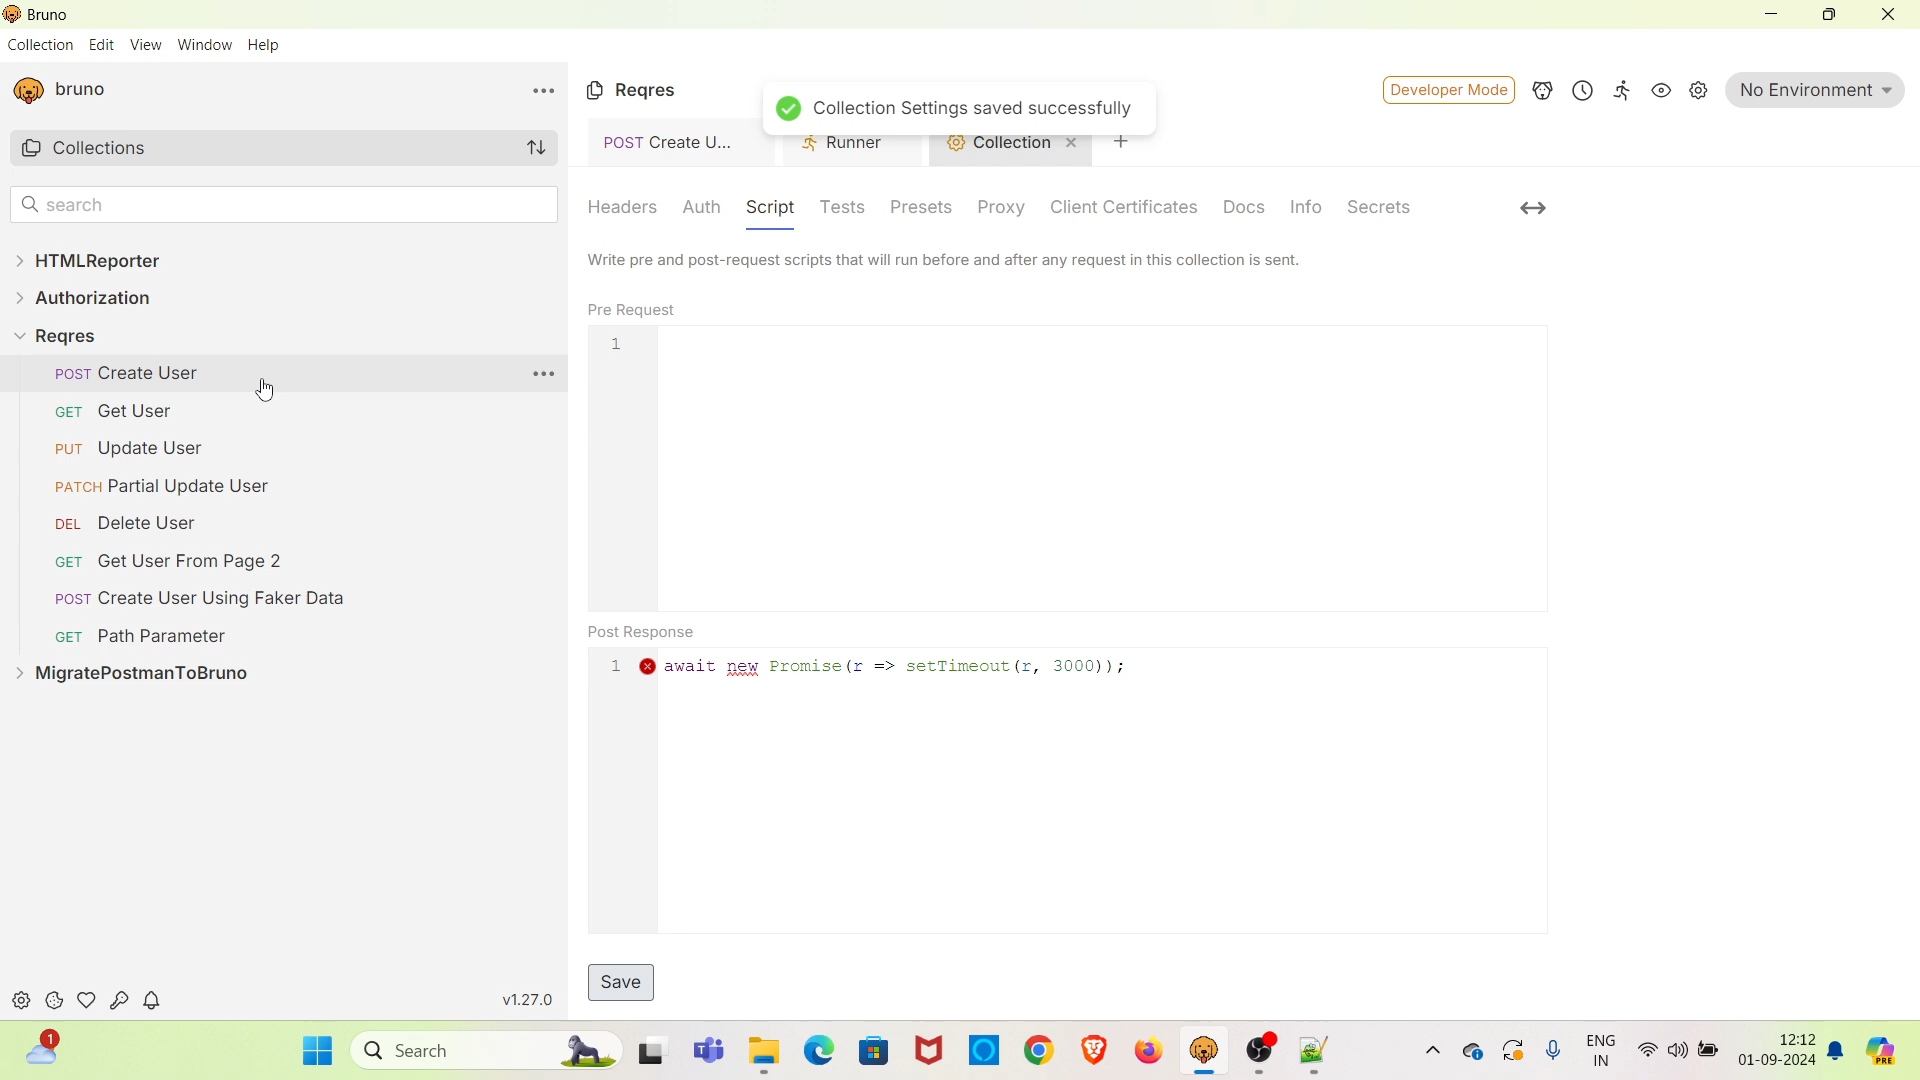 Bruno
Collection Edit View Window Help
bruno
Reqres
Collection Settings saved successfully
Developer Mode
No Environment
Collections
POST Create U...
Runner
Collection
search
Headers Auth Script Tests Presets Proxy Client Certificates Docs Info Secrets
Write pre and post-request scripts that will run before and after any request in this collection is sent.
HTMLReporter
Authorization
Reqres
POST Create User
GET Get User
PUT Update User
PATCH Partial Update User
DEL Delete User
GET Get User From Page 2
POST Create User Using Faker Data
GET Path Parameter
MigratePostmanToBruno
Pre Request
1
Post Response
1 await new Promise(r => setTimeout(r, 3000));
Save
v1.27.0
1
Search
ENG
IN
12:12
01-09-2024
PRE